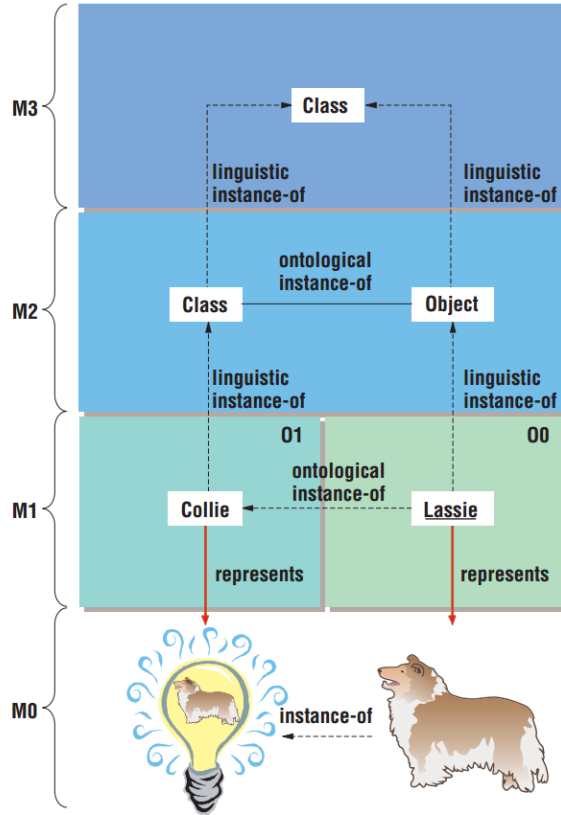 M3
Class
linguistic
instance-of
linguistic
instance-of
M2
ontological
instance-of
Class
Object
linguistic
instance-of
linguistic
instance-of
M1
O1
O0
ontological
instance-of
Collie
Lassie
represents
represents
M0
instance-of